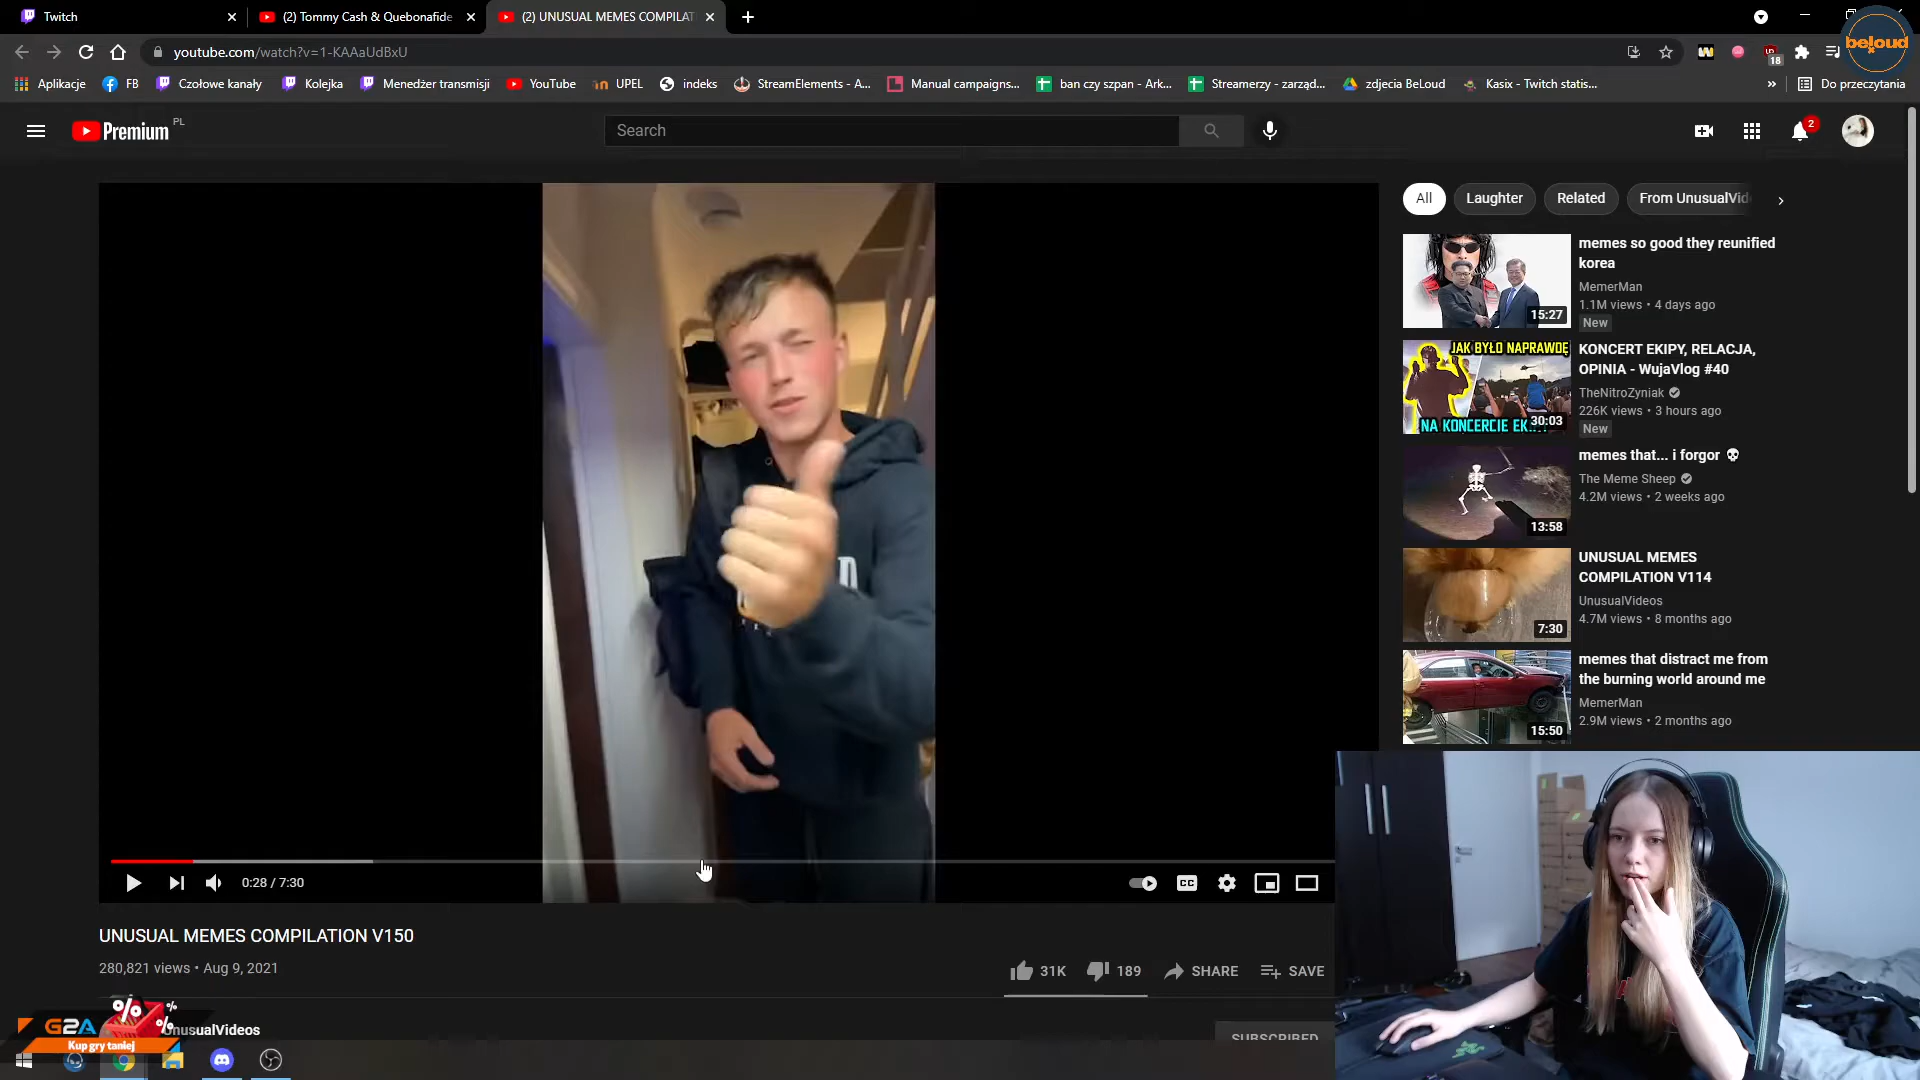 Twitch
(2) Tommy Cash & Quebonafide
(2) UNUSUAL MEMES COMPILAT
youtube.com/watch?v=1-KAAaUdBxU
18
beloud
Aplikacje
FB
Czołowe kanały
Kolejka
Menedżer transmisji
YouTube
UPEL
indeks
StreamElements - A...
Manual campaigns...
ban czy szpan - Ark...
Streamerzy - zarząd...
zdjecia BeLoud
Kasix - Twitch statis...
»
Do przeczytania
Premium PL
Search
2
All
Laughter
Related
From UnusualVid
memes so good they reunified
korea
MemerMan
1.1M views • 4 days ago
New
15:27
JAK BYŁO NAPRAWDĘ
NA KONCERCIE
30:03
KONCERT EKIPY, RELACJA,
OPINIA - WujaVlog #40
TheNitroZyniak
226K views • 3 hours ago
New
memes that... i forgor 💀
The Meme Sheep
4.2M views • 2 weeks ago
13:58
UNUSUAL MEMES
COMPILATION V114
UnusualVideos
4.7M views • 8 months ago
7:30
memes that distract me from
the burning world around me
MemerMan
2.9M views • 2 months ago
15:50
0:28 / 7:30
CC
UNUSUAL MEMES COMPILATION V150
280,821 views • Aug 9, 2021
31K
189
SHARE
SAVE
UnusualVideos
SUBSCRIBED
G2A
Kup gry taniej
% % %